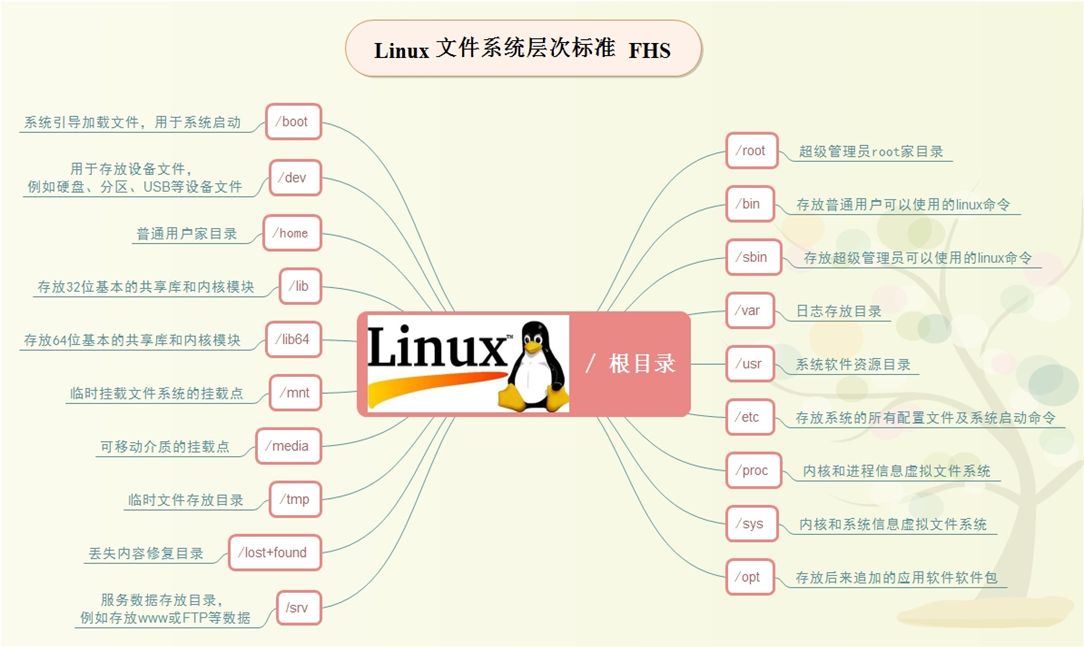 Linux 文件系统层次标准 FHS
系统引导加载文件，用于系统启动
/boot
用于存放设备文件，
例如硬盘、分区、USB等设备文件
/dev
普通用户家目录
/home
存放32位基本的共享库和内核模块
/lib
存放64位基本的共享库和内核模块
/lib64
临时挂载文件系统的挂载点
/mnt
可移动介质的挂载点
/media
临时文件存放目录
/tmp
丢失内容修复目录
/lost+found
服务数据存放目录，
例如存放www或FTP等数据
/srv
Linux™
/ 根目录
/root
超级管理员root家目录
/bin
存放普通用户可以使用的linux命令
/sbin
存放超级管理员可以使用的linux命令
/var
日志存放目录
/usr
系统软件资源目录
/etc
存放系统的所有配置文件及系统启动命令
/proc
内核和进程信息虚拟文件系统
/sys
内核和系统信息虚拟文件系统
/opt
存放后来追加的应用软件软件包